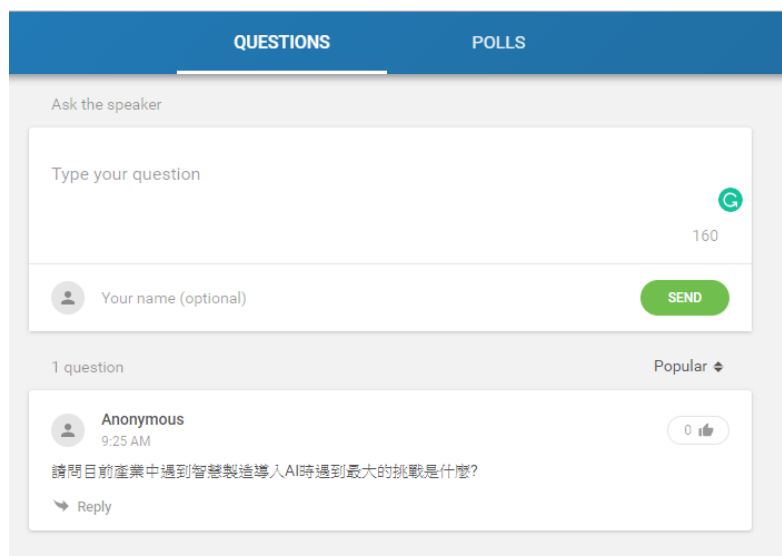 QUESTIONS
POLLS
Ask the speaker
Type your question
160
Your name (optional)
SEND
1 question
Popular
Anonymous
9:25 AM
0
請問目前產業中遇到智慧製造導入AI時遇到最大的挑戰是什麼?
Reply